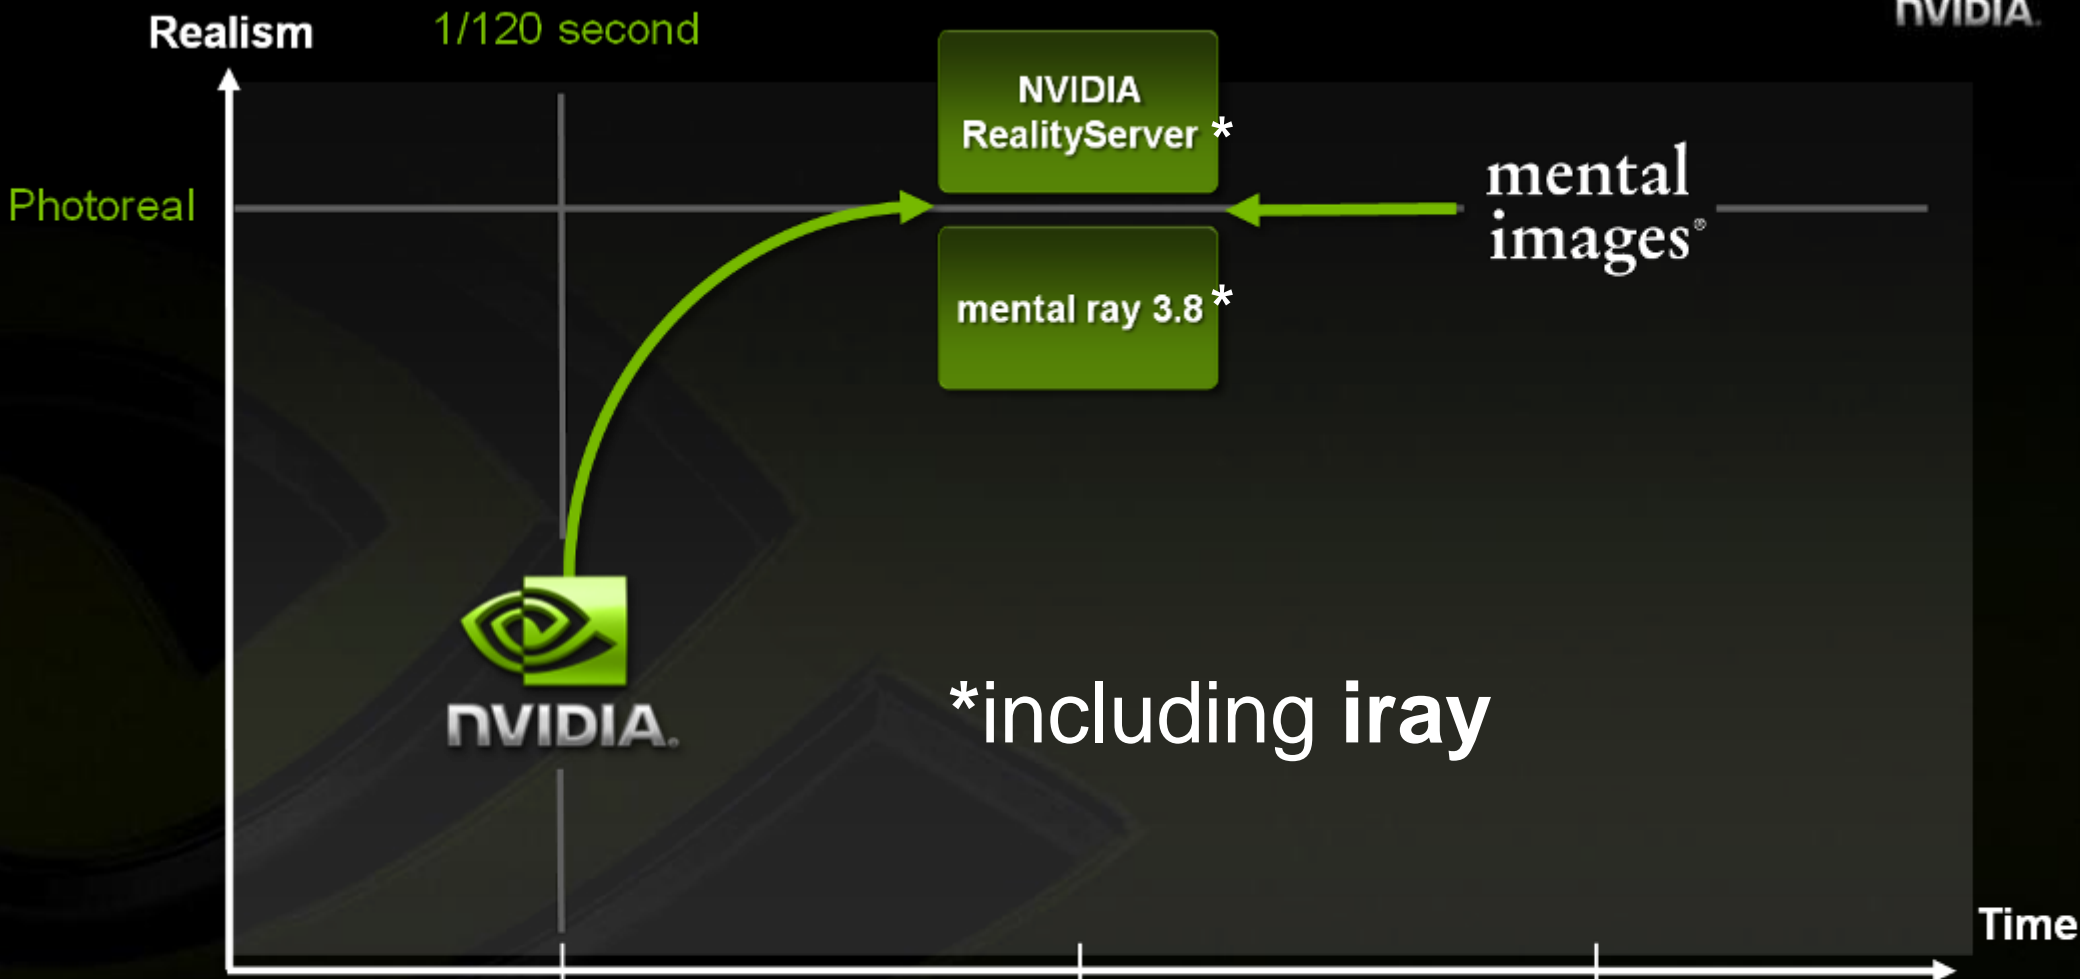 nVIDIA.
Realism
1/120 second
NVIDIA
RealityServer *
mental
images®
Photoreal
mental ray 3.8 *
nVIDIA.
*including iray
Time